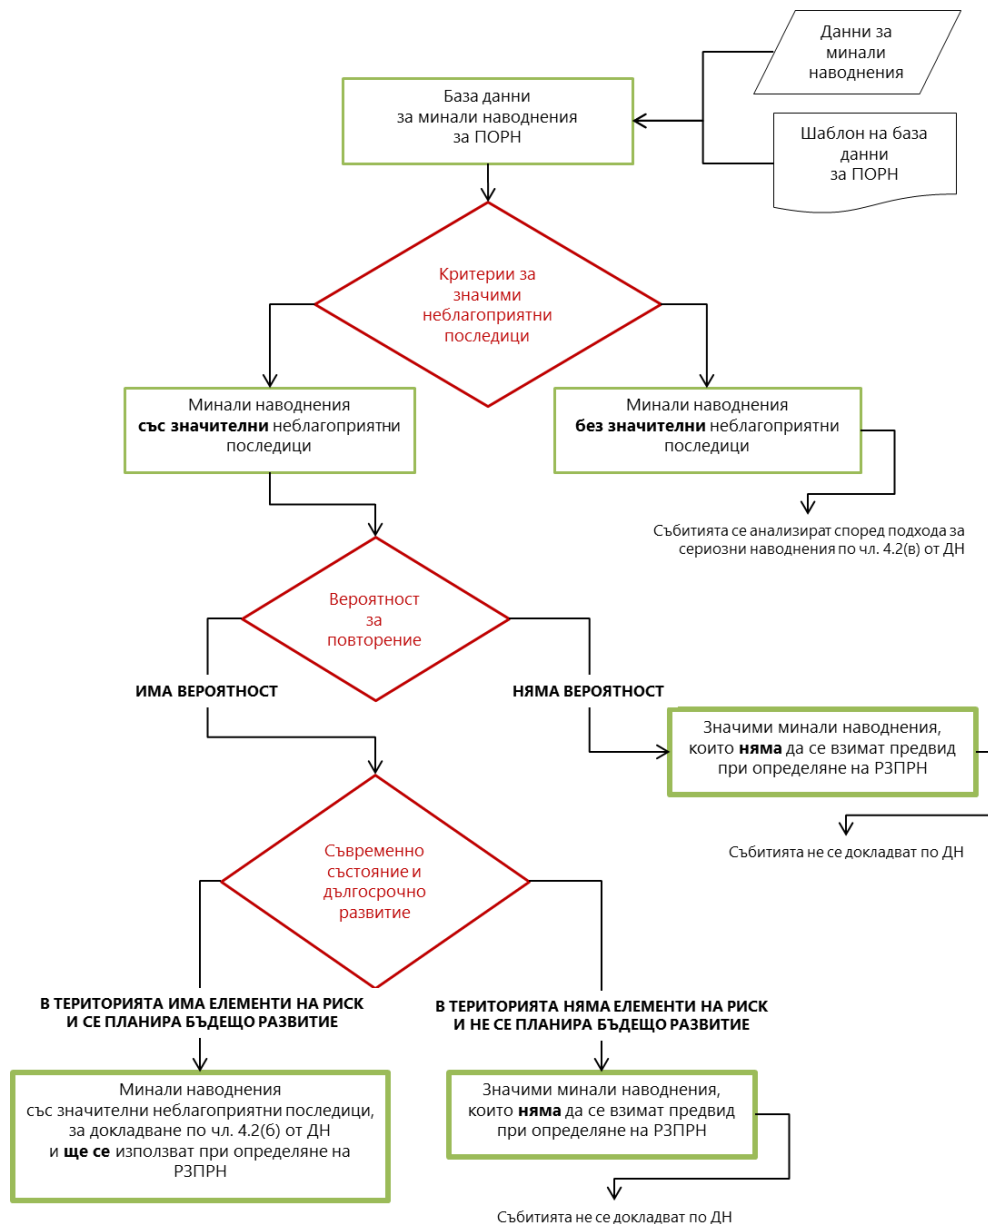 Данни за
минали
наводнения
База данни
за минали наводнения
за ПОРН
Шаблон на база
данни
за ПОРН
Критерии за
значими
неблагоприятни
последици
Минали наводнения
със значителни неблагоприятни
последици
Минали наводнения
без значителни неблагоприятни
последици
Събитията се анализират според подхода за
сериозни наводнения по чл. 4.2(в) от ДН
Вероятност
за
повторение
ИМА ВЕРОЯТНОСТ
НЯМА ВЕРОЯТНОСТ
Значими минали наводнения,
които няма да се взимат предвид
при определяне на РЗПРН
Събитията не се докладват по ДН
Съвременно
състояние и
дългосрочно
развитие
В ТЕРИТОРИЯТА ИМА ЕЛЕМЕНТИ НА РИСК
И СЕ ПЛАНИРА БЪДЕЩО РАЗВИТИЕ
В ТЕРИТОРИЯТА НЯМА ЕЛЕМЕНТИ НА РИСК
И НЕ СЕ ПЛАНИРА БЪДЕЩО РАЗВИТИЕ
Минали наводнения
със значителни неблагоприятни последици,
за докладване по чл. 4.2(б) от ДН
и ще се използват при определяне на
РЗПРН
Значими минали наводнения,
които няма да се взимат предвид
при определяне на РЗПРН
Събитията не се докладват по ДН